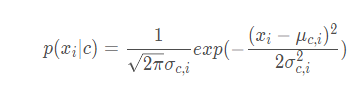 p(x_i|c) = \frac{1}{\sqrt{2\pi}\sigma_{c,i}} exp(-\frac{(x_i - \mu_{c,i})^2}{2\sigma_{c,i}^2})